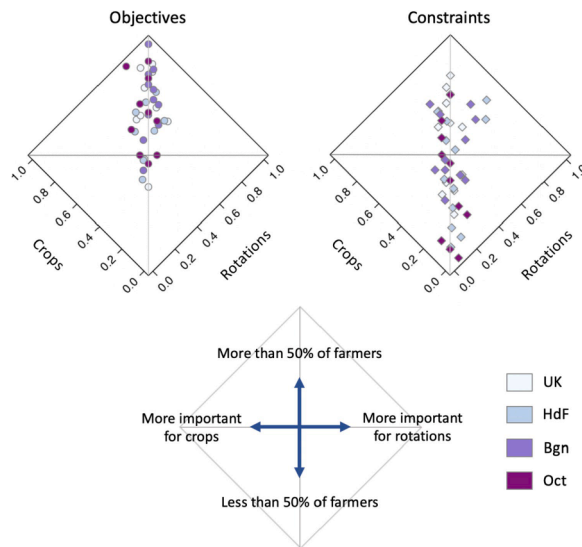 Objectives
Constraints
1.0
0.8
0.6
0.4
0.2
0.0
Crops
0.0
0.2
0.4
0.6
0.8
1.0
Rotations
1.0
0.8
0.6
0.4
0.2
0.0
Crops
0.0
0.2
0.4
0.6
0.8
1.0
Rotations
More than 50% of farmers
More important
for crops
More important
for rotations
Less than 50% of farmers
UK
HdF
Bgn
Oct